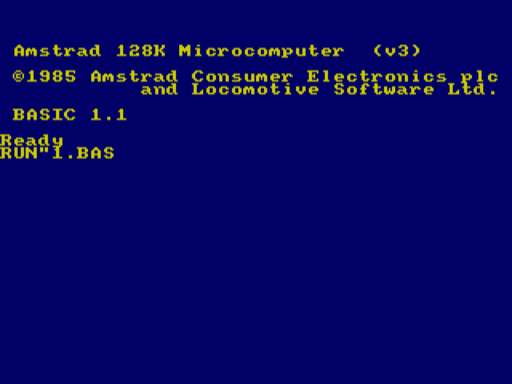 Amstrad 128K Microcomputer (v3)
©1985 Amstrad Consumer Electronics plc
and Locomotive Software Ltd.
BASIC 1.1
Ready
RUN"1.BAS